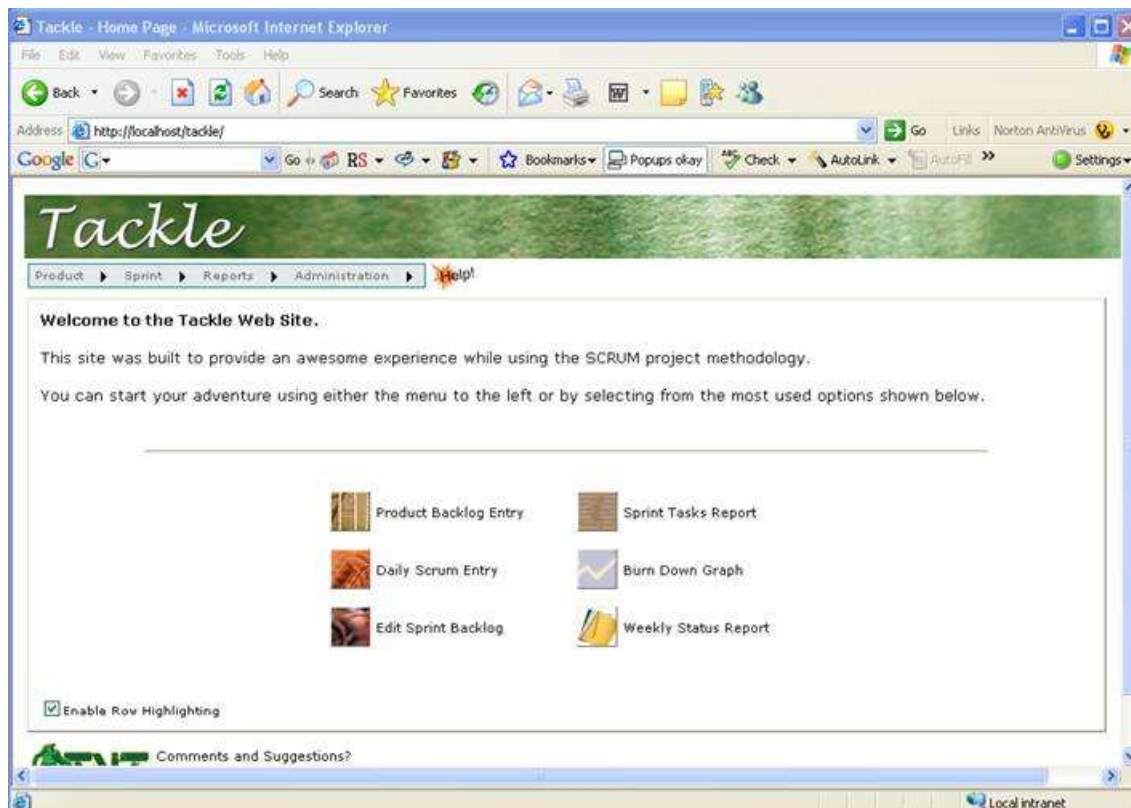 Tackle - Home Page - Microsoft Internet Explorer
File Edit View Favorites Tools Help
Back Search Favorites
Address http://localhost/tackle/ Go Links Norton AntiVirus
Google G Go RS Bookmarks Popups okay Check AutoLink AutoFill Settings
Tackle
Product Sprint Reports Administration Help!
Welcome to the Tackle Web Site.
This site was built to provide an awesome experience while using the SCRUM project methodology.
You can start your adventure using either the menu to the left or by selecting from the most used options shown below.
Product Backlog Entry Sprint Tasks Report
Daily Scrum Entry Burn Down Graph
Edit Sprint Backlog Weekly Status Report
Enable Row Highlighting
Comments and Suggestions?
Local intranet